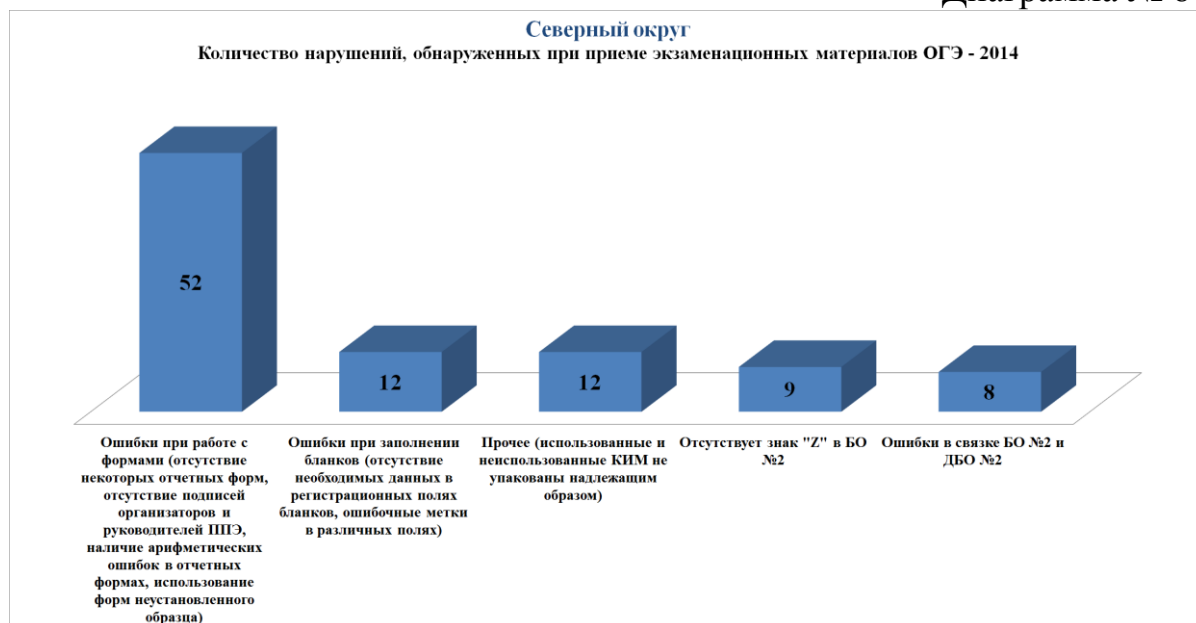 Северный округ
Количество нарушений, обнаруженных при приеме экзаменационных материалов ОГЭ - 2014
52
12
12
9
8
Ошибки при работе с
формами (отсутствие
некоторых отчетных форм,
отсутствие подписей
организаторов и
руководителей ППЭ,
наличие арифметических
ошибок в отчетных
формах, использование
форм неустановленного
образца)
Ошибки при заполнении
бланков (отсутствие
необходимых данных в
регистрационных полях
бланков, ошибочные метки
в различных полях)
Прочее (использованные и
неиспользованные КИМ не
упакованы надлежащим
образом)
Отсутствует знак "Z" в БО
№2
Ошибки в связке БО №2 и
ДБО №2